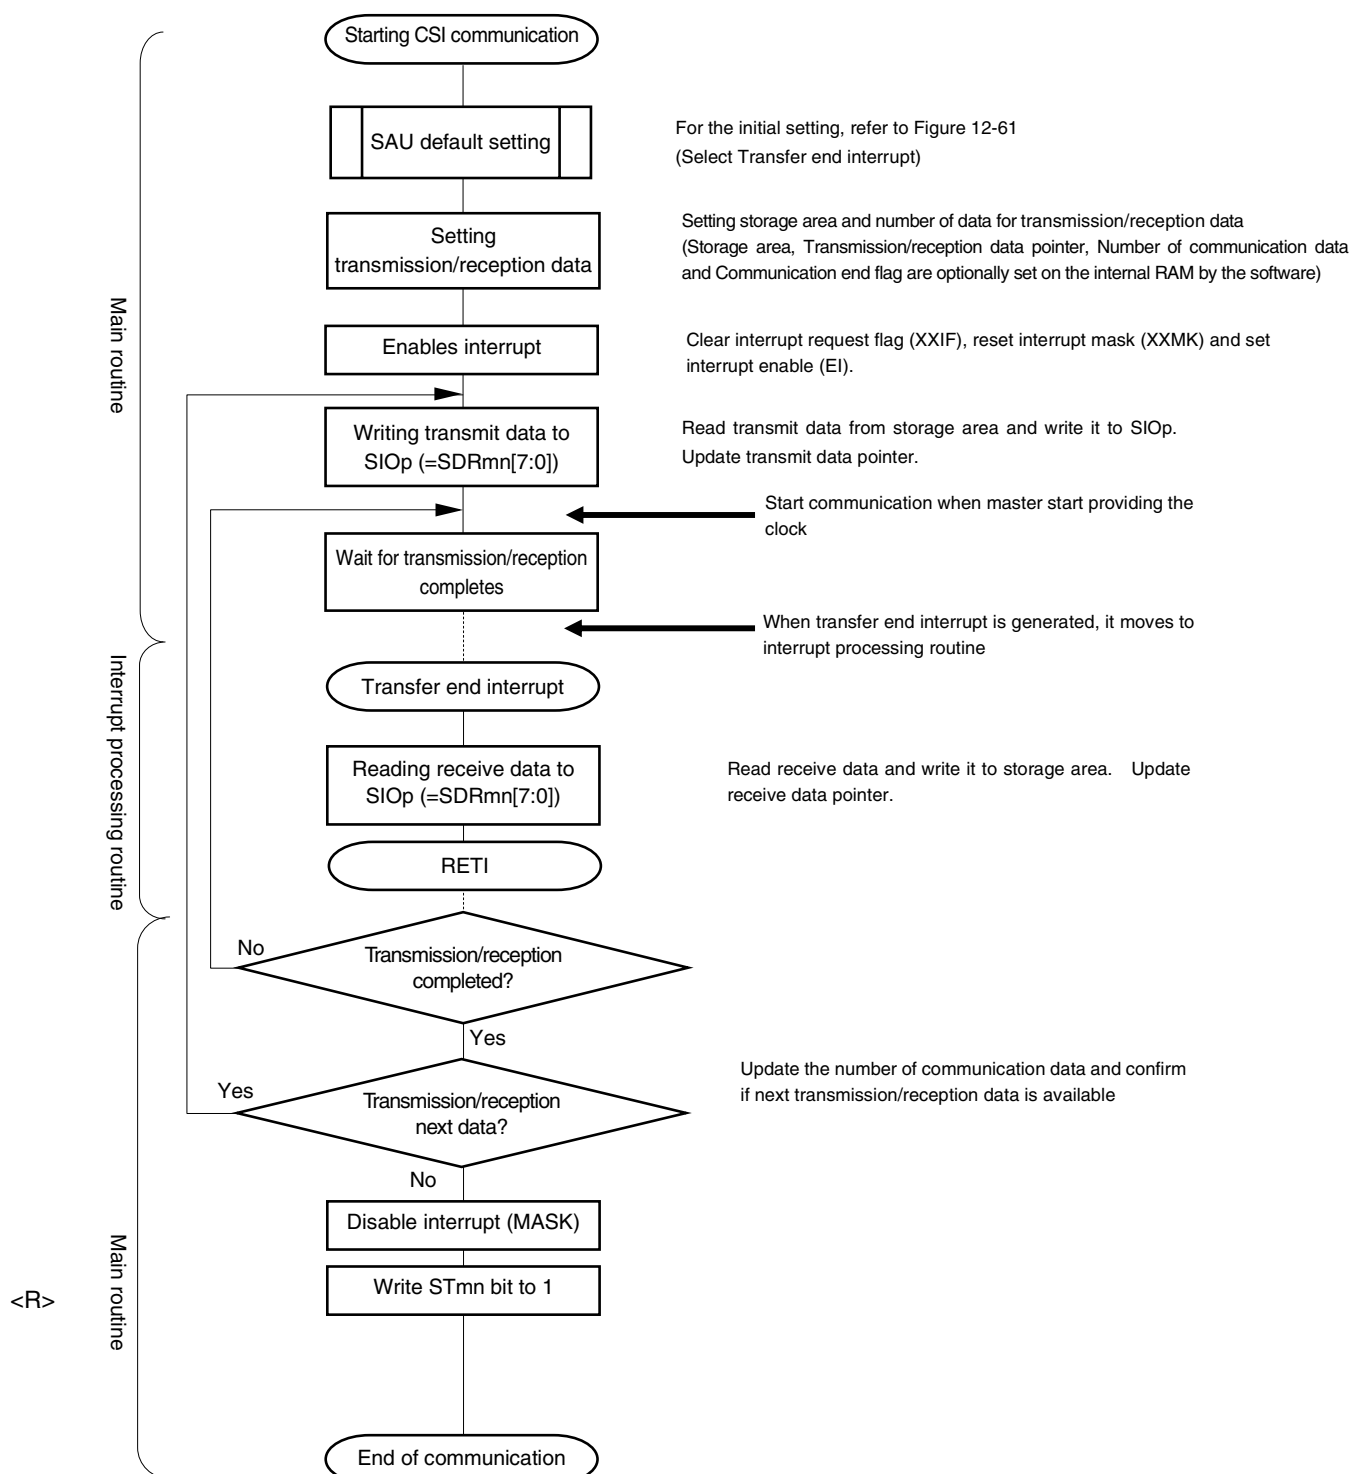 Starting CSI communication
SAU default setting
For the initial setting, refer to Figure 12-61
(Select Transfer end interrupt)
Setting
transmission/reception data
Setting storage area and number of data for transmission/reception data
(Storage area, Transmission/reception data pointer, Number of communication data
and Communication end flag are optionally set on the internal RAM by the software)
Main routine
Enables interrupt
Clear interrupt request flag (XXIF), reset interrupt mask (XXMK) and set
interrupt enable (EI).
Writing transmit data to
SIOp (=SDRmn[7:0])
Read transmit data from storage area and write it to SIOp.
Update transmit data pointer.
Start communication when master start providing the
clock
Wait for transmission/reception
completes
When transfer end interrupt is generated, it moves to
interrupt processing routine
Interrupt processing routine
Transfer end interrupt
Reading receive data to
SIOp (=SDRmn[7:0])
Read receive data and write it to storage area. Update
receive data pointer.
RETI
No
Transmission/reception
completed?
Yes
Yes
Transmission/reception
next data?
Update the number of communication data and confirm
if next transmission/reception data is available
No
Disable interrupt (MASK)
Write STmn bit to 1
<R>
Main routine
End of communication